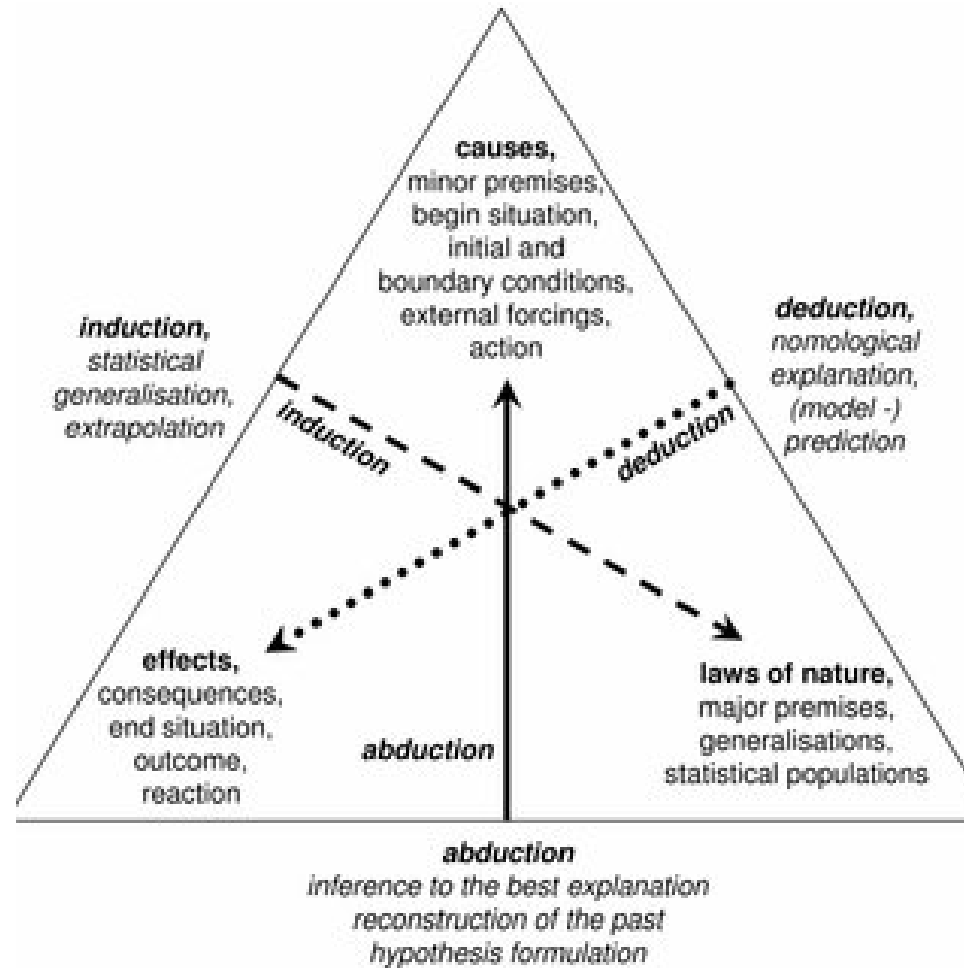 causes,
minor premises,
begin situation,
initial and
boundary conditions,
external forcings,
action
induction,
statistical
generalisation,
extrapolation
deduction,
nomological
explanation,
(model -)
prediction
induction
deduction
effects,
consequences,
end situation,
outcome,
reaction
laws of nature,
major premises,
generalisations,
statistical populations
abduction
abduction
inference to the best explanation
reconstruction of the past
hypothesis formulation